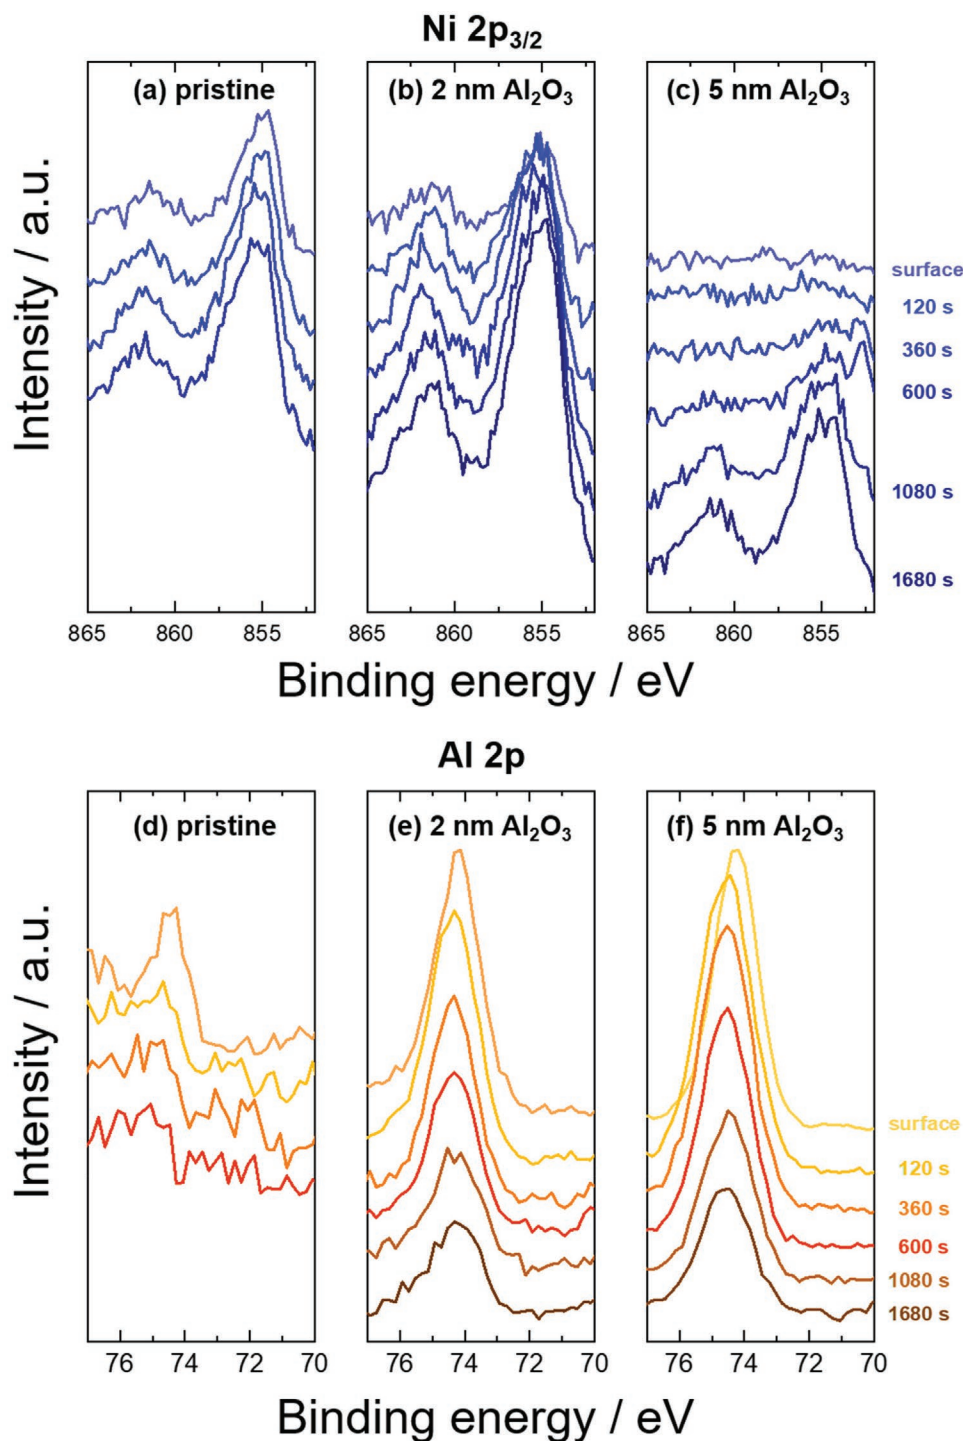 Ni 2p3/2
(a) pristine
(b) 2 nm Al2O3
(c) 5 nm Al2O3
Intensity / a.u.
surface
120 s
360 s
600 s
1080 s
1680 s
865 860 855 865 860 855 865 860 855
Binding energy / eV
Al 2p
(d) pristine
(e) 2 nm Al2O3
(f) 5 nm Al2O3
Intensity / a.u.
surface
120 s
360 s
600 s
1080 s
1680 s
76 74 72 70 76 74 72 70 76 74 72 70
Binding energy / eV